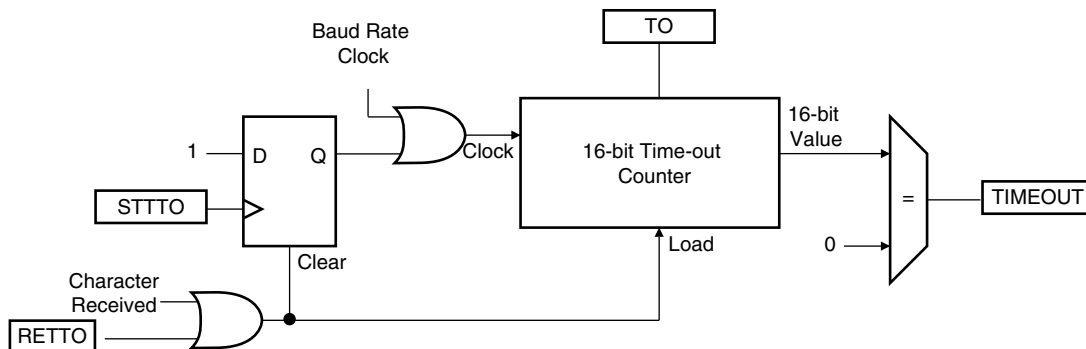 TO
Baud Rate
Clock
16-bit
Value
1
D
Q
Clock
16-bit Time-out
Counter
STTTO
=
TIMEOUT
Clear
Load
0
Character
Received
RETTO